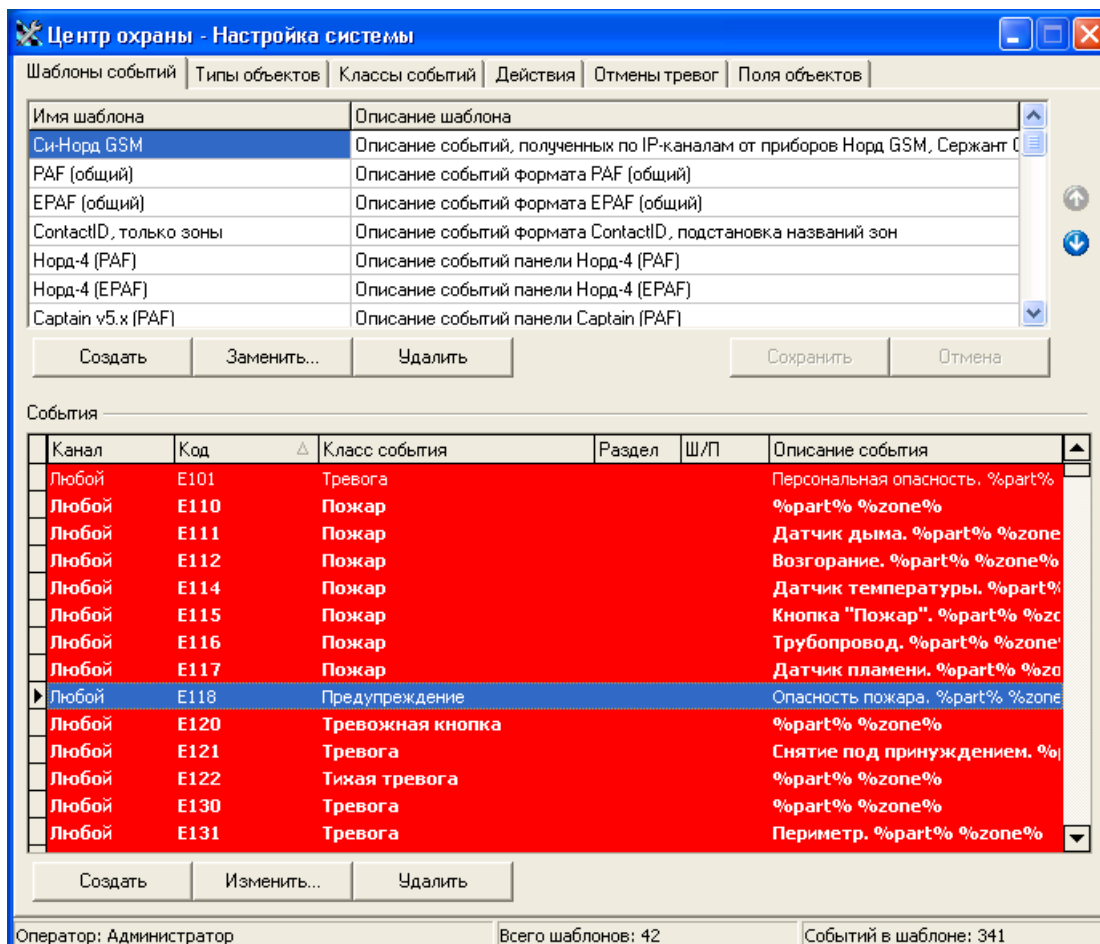 Центр охраны - Настройка системы
Шаблоны событий Типы объектов Классы событий Действия Отмены тревог Поля объектов
Имя шаблона Описание шаблона
Си-Норд GSM Описание событий, полученных по IP-каналам от приборов Норд GSM, Сержант
PAF (общий) Описание событий формата PAF (общий)
EPAF (общий) Описание событий формата EPAF (общий)
ContactID, только зоны Описание событий формата ContactID, подстановка названий зон
Норд-4 (PAF) Описание событий панели Норд-4 (PAF)
Норд-4 (EPAF) Описание событий панели Норд-4 (EPAF)
Captain v5.x (PAF) Описание событий панели Captain (PAF)
Создать Заменить... Удалить Сохранить Отмена
События
Канал Код Класс события Раздел Ш/П Описание события
Любой E101 Тревога Персональная опасность. %part%
Любой E110 Пожар %part% %zone%
Любой E111 Пожар Датчик дыма. %part% %zone
Любой E112 Пожар Возгорание. %part% %zone%
Любой E114 Пожар Датчик температуры. %part%
Любой E115 Пожар Кнопка "Пожар". %part% %zo
Любой E116 Пожар Трубопровод. %part% %zone
Любой E117 Пожар Датчик пламени. %part% %zo
Любой E118 Предупреждение Опасность пожара. %part% %zone
Любой E120 Тревожная кнопка %part% %zone%
Любой E121 Тревога Снятие под принуждением. %p
Любой E122 Тихая тревога %part% %zone%
Любой E130 Тревога %part% %zone%
Любой E131 Тревога Периметр. %part% %zone%
Создать Изменить... Удалить
Оператор: Администратор Всего шаблонов: 42 Событий в шаблоне: 341